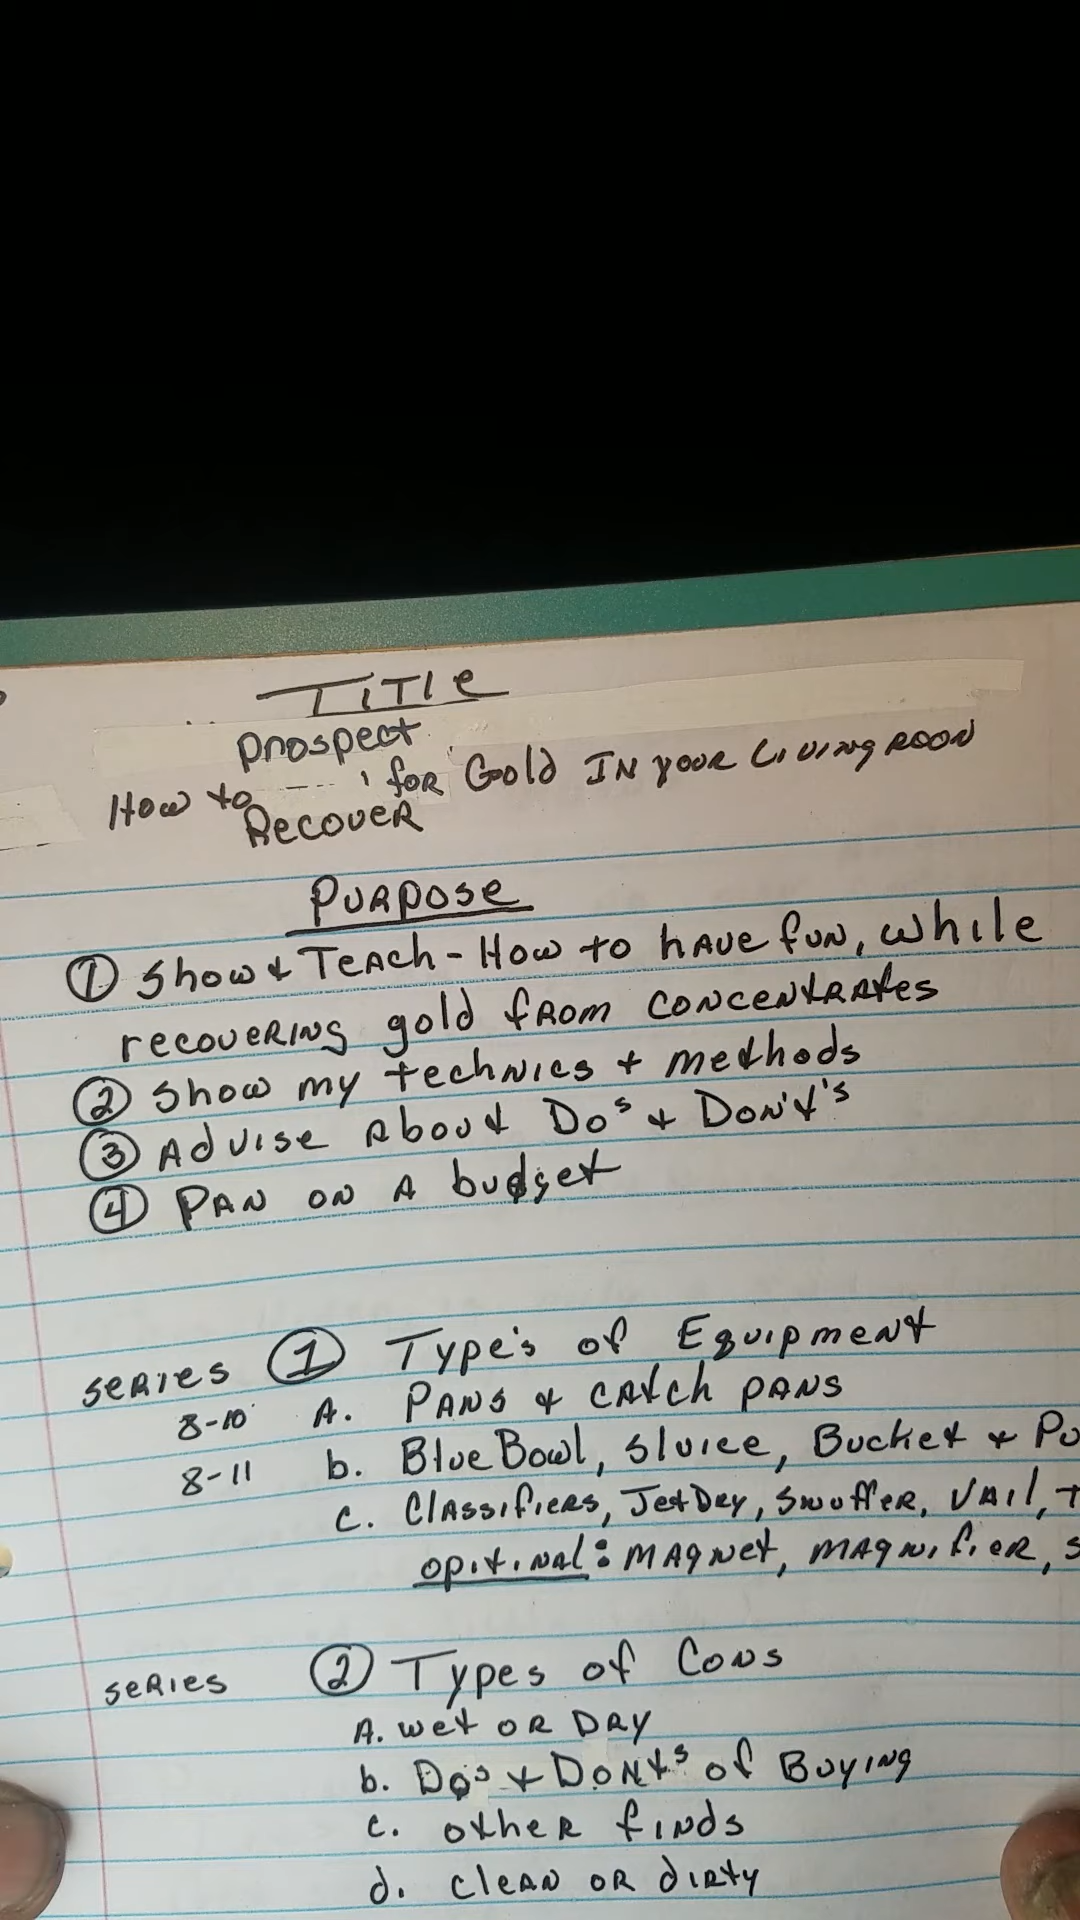 TITLE
Prospect
How to ---- for Gold IN your Living ROOM
Recover
PURPOSE
① Show & TEAch - How to hAve fuN, while
recoveriNg gold fRom coNceNtRAtes
② Show my techNics + methods
③ Advise About Do's & DoN't's
④ PAN oN A budget
SeRies ① Type's of EquipmeNt
8-10 A. PANS & CAtch pANS
8-11 b. Blue Bowl, Sluice, Bucket &
C. ClAssifieRs, Jet Dry, SNuffeR, VAil,
opitiNAl: mAgNet, mAgNifieR,
SeRies ② Types of CoNs
A. wet oR DRy
b. Do's & DoNt's of BuyiNg
c. otheR fiNds
d. cleAN oR diRty